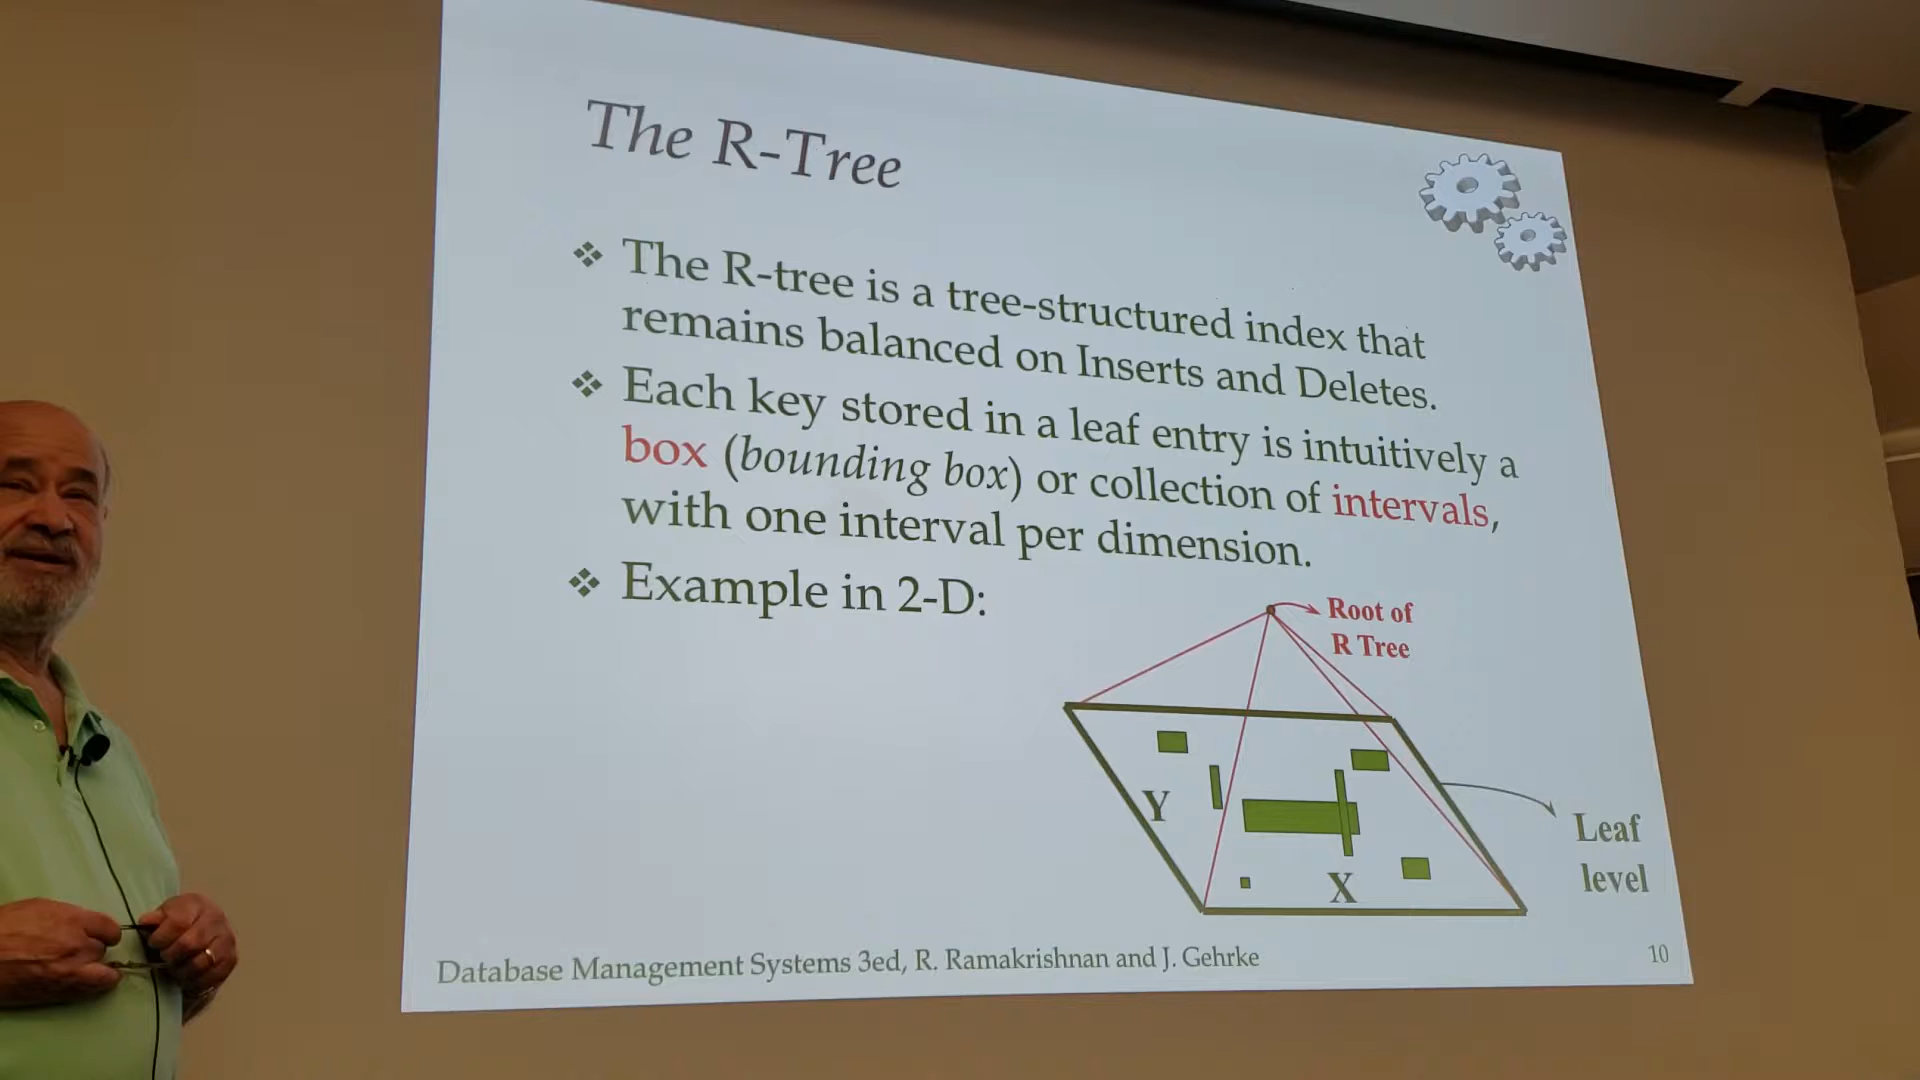 The R-Tree
❖ The R-tree is a tree-structured index that
remains balanced on Inserts and Deletes.
❖ Each key stored in a leaf entry is intuitively a
box (bounding box) or collection of intervals,
with one interval per dimension.
❖ Example in 2-D:
Root of
R Tree
Y
X
Leaf
level
Database Management Systems 3ed, R. Ramakrishnan and J. Gehrke
10